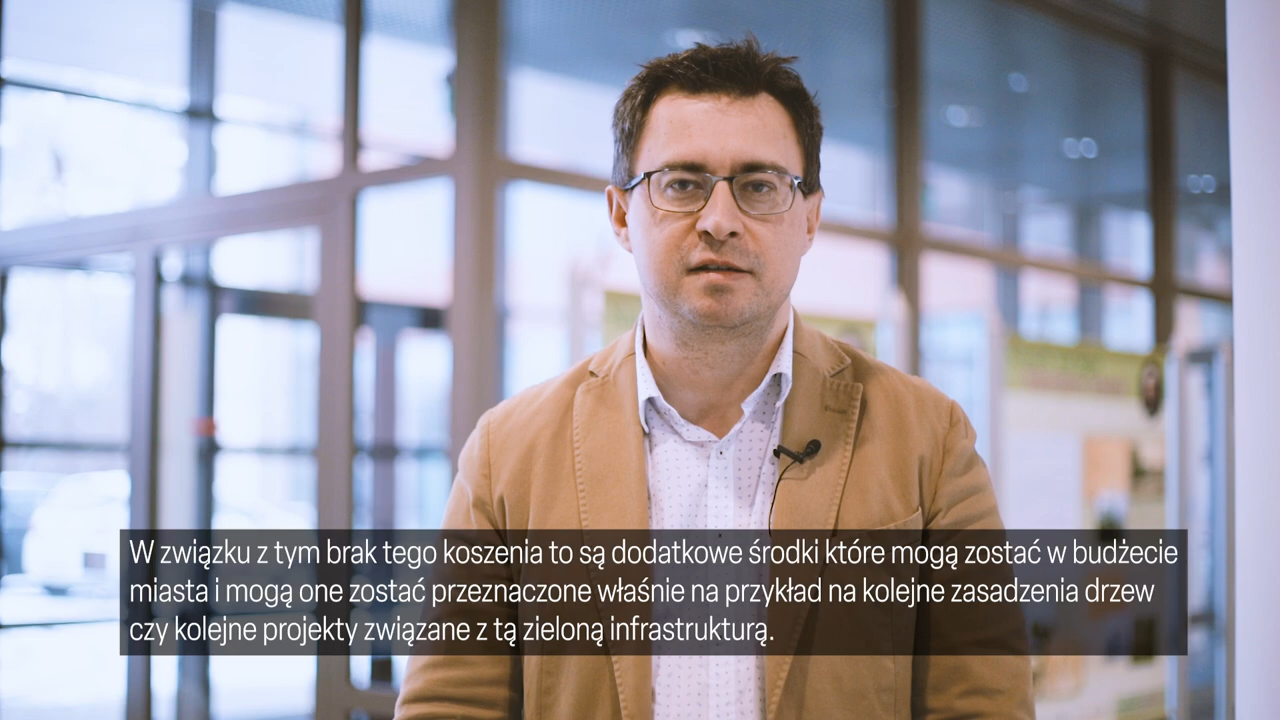 W związku z tym brak tego koszenia to są dodatkowe środki które mogą zostać w budżecie
miasta i mogą one zostać przeznaczone właśnie na przykład na kolejne zasadzenia drzew
czy kolejne projekty związane z tą zieloną infrastrukturą.